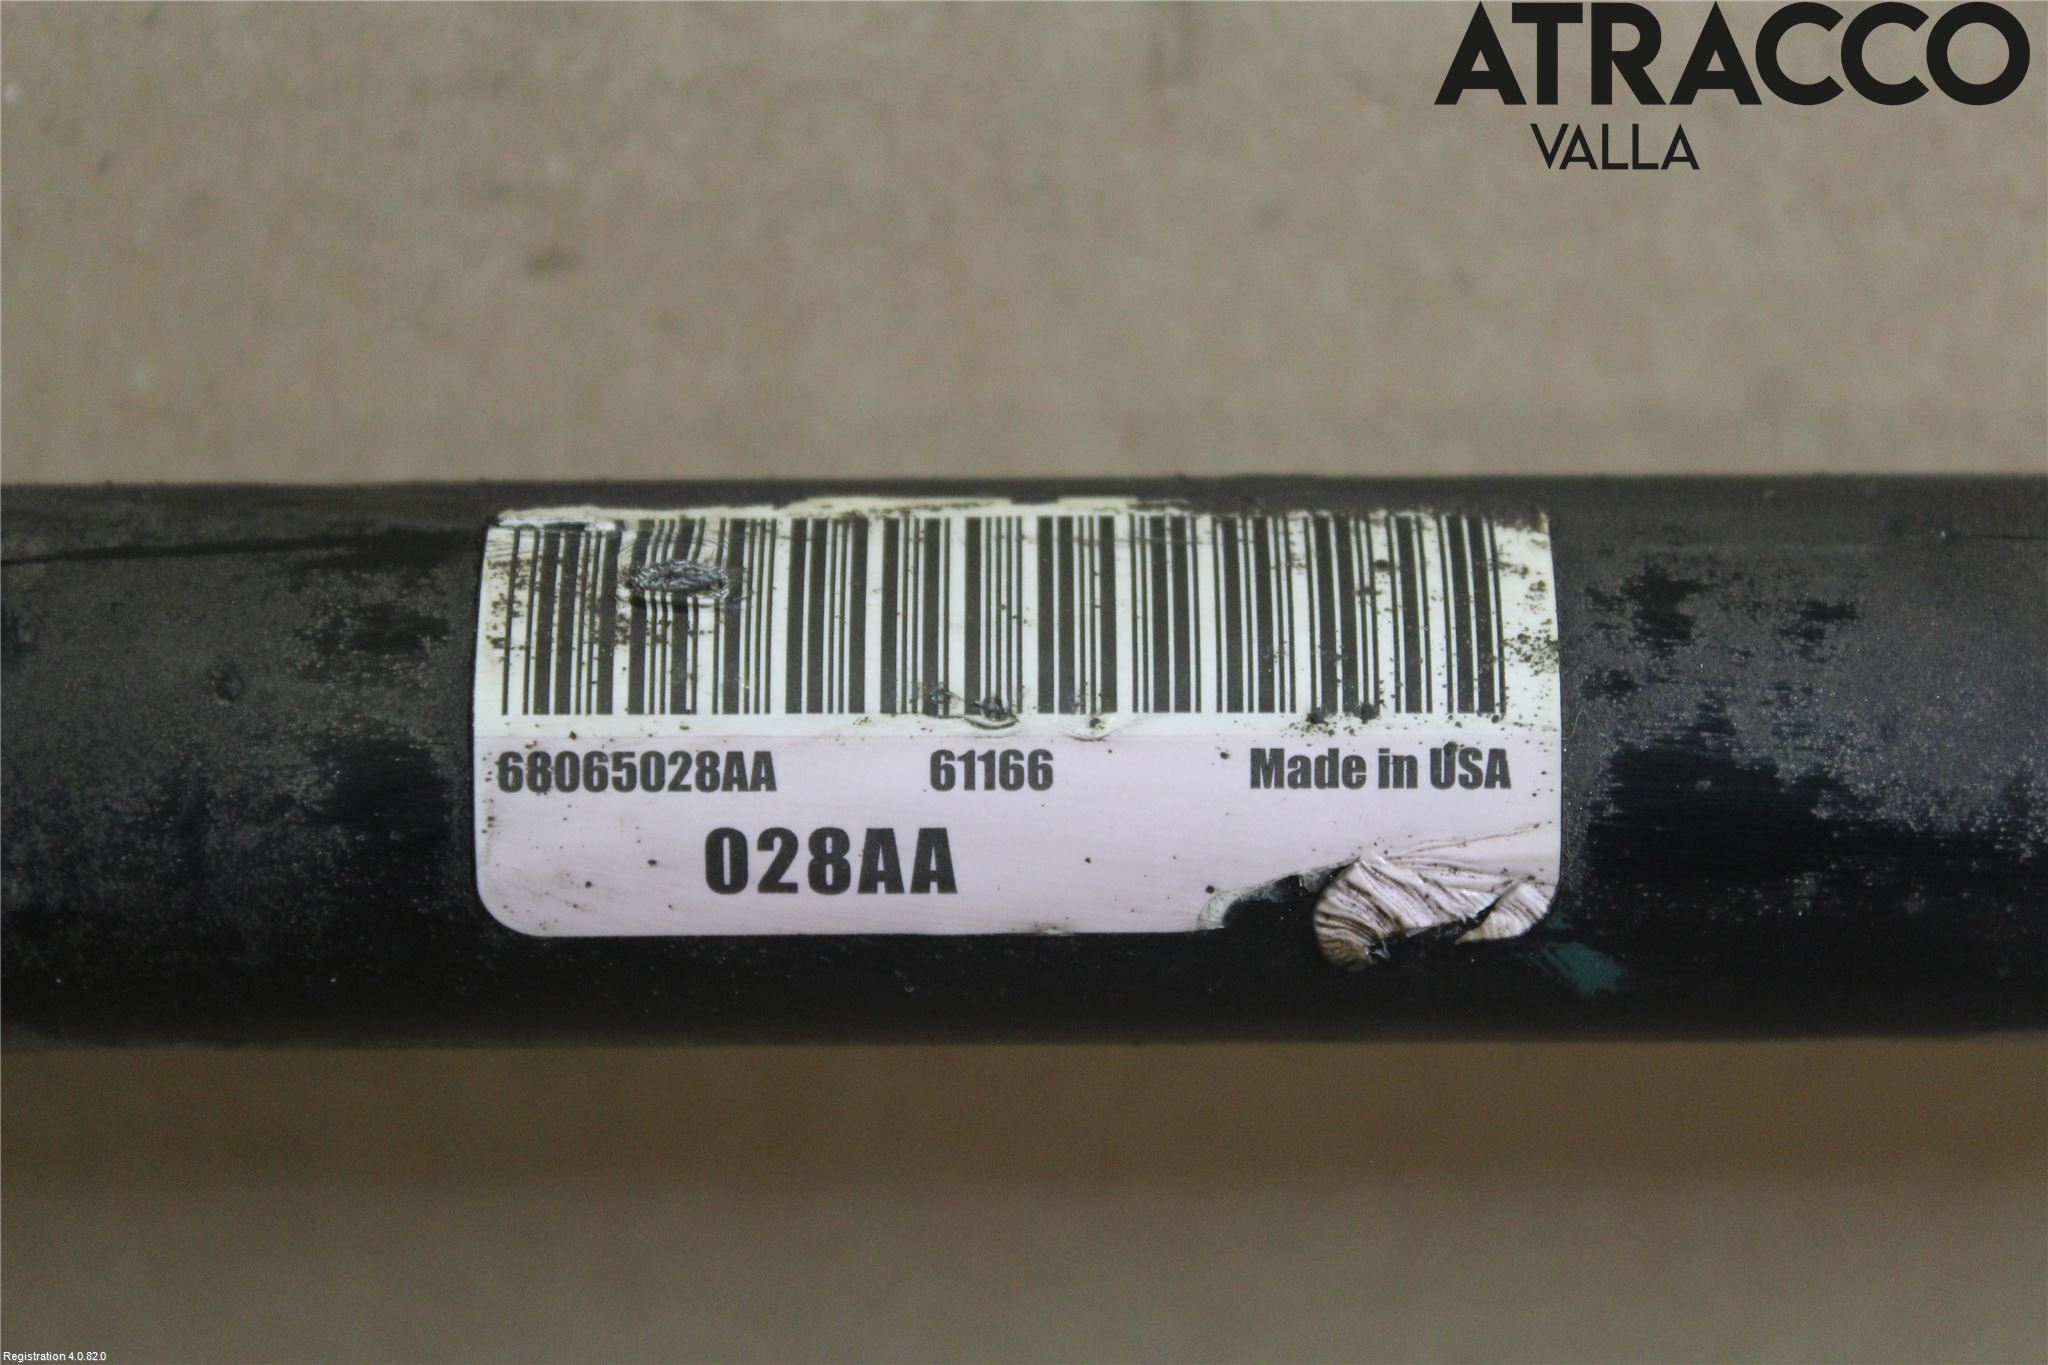 ATRACCO
VALLA
68065028AA 61166 Made in USA
028AA
Registration 4.0.82.0